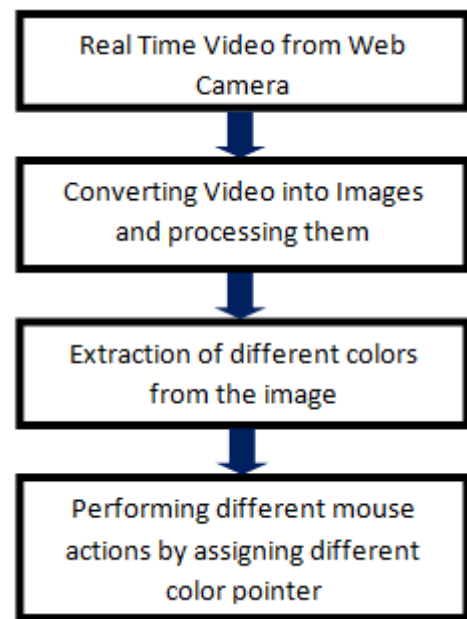 Real Time Video from Web
Camera
Converting Video into Images
and processing them
Extraction of different colors
from the image
Performing different mouse
actions by assigning different
color pointer